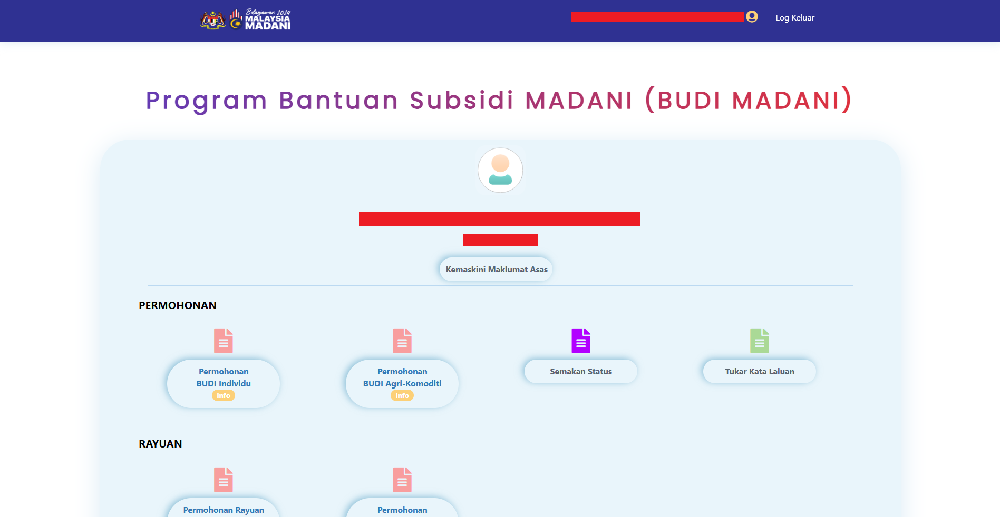 Belanjawan 2024
MALAYSIA
MADANI
Log Keluar
Program Bantuan Subsidi MADANI (BUDI MADANI)
Kemaskini Maklumat Asas
PERMOHONAN
Permohonan
BUDI Individu
Info
Permohonan
BUDI Agri-Komoditi
Info
Semakan Status
Tukar Kata Laluan
RAYUAN
Permohonan Rayuan
Permohonan